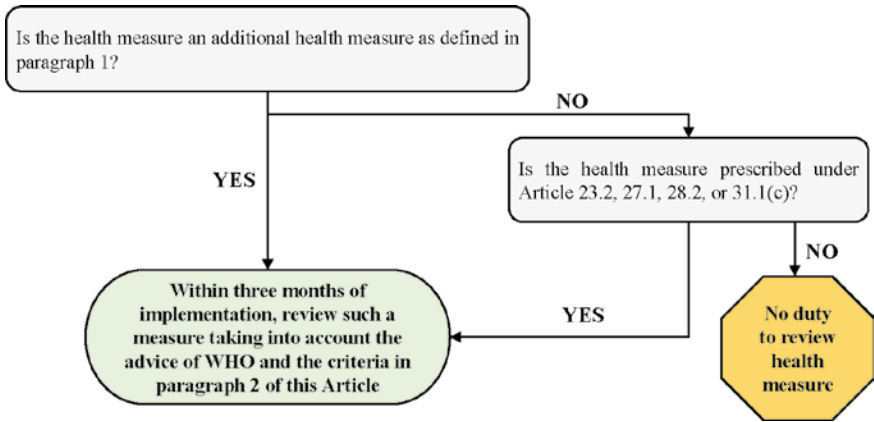 Is the health measure an additional health measure as defined in
paragraph 1?
NO
YES
Is the health measure prescribed under
Article 23.2, 27.1, 28.2, or 31.1(c)?
NO
YES
Within three months of
implementation, review such a
measure taking into account the
advice of WHO and the criteria in
paragraph 2 of this Article
No duty
to review
health
measure